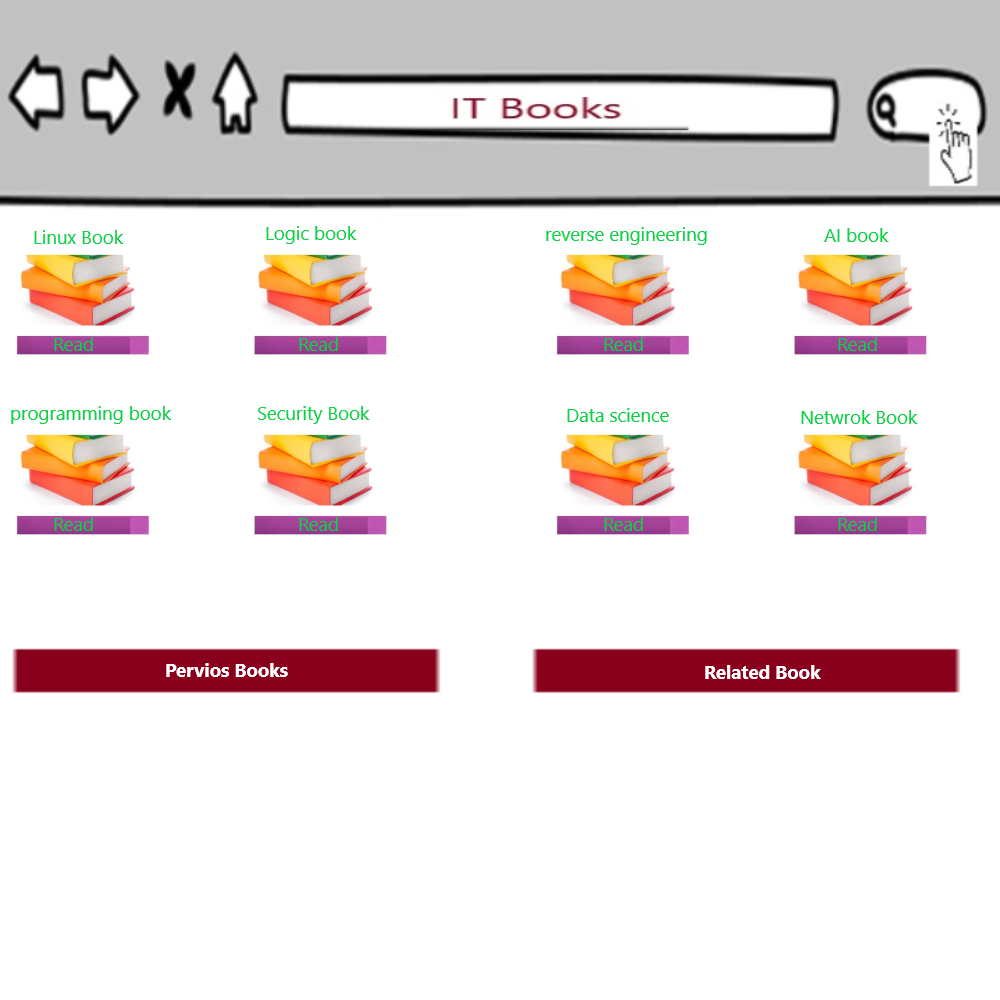 IT Books
Linux Book
Logic book
reverse engineering
AI book
Read
Read
Read
Read
programming book
Security Book
Data science
Netwrok Book
Read
Read
Read
Read
Pervios Books
Related Book